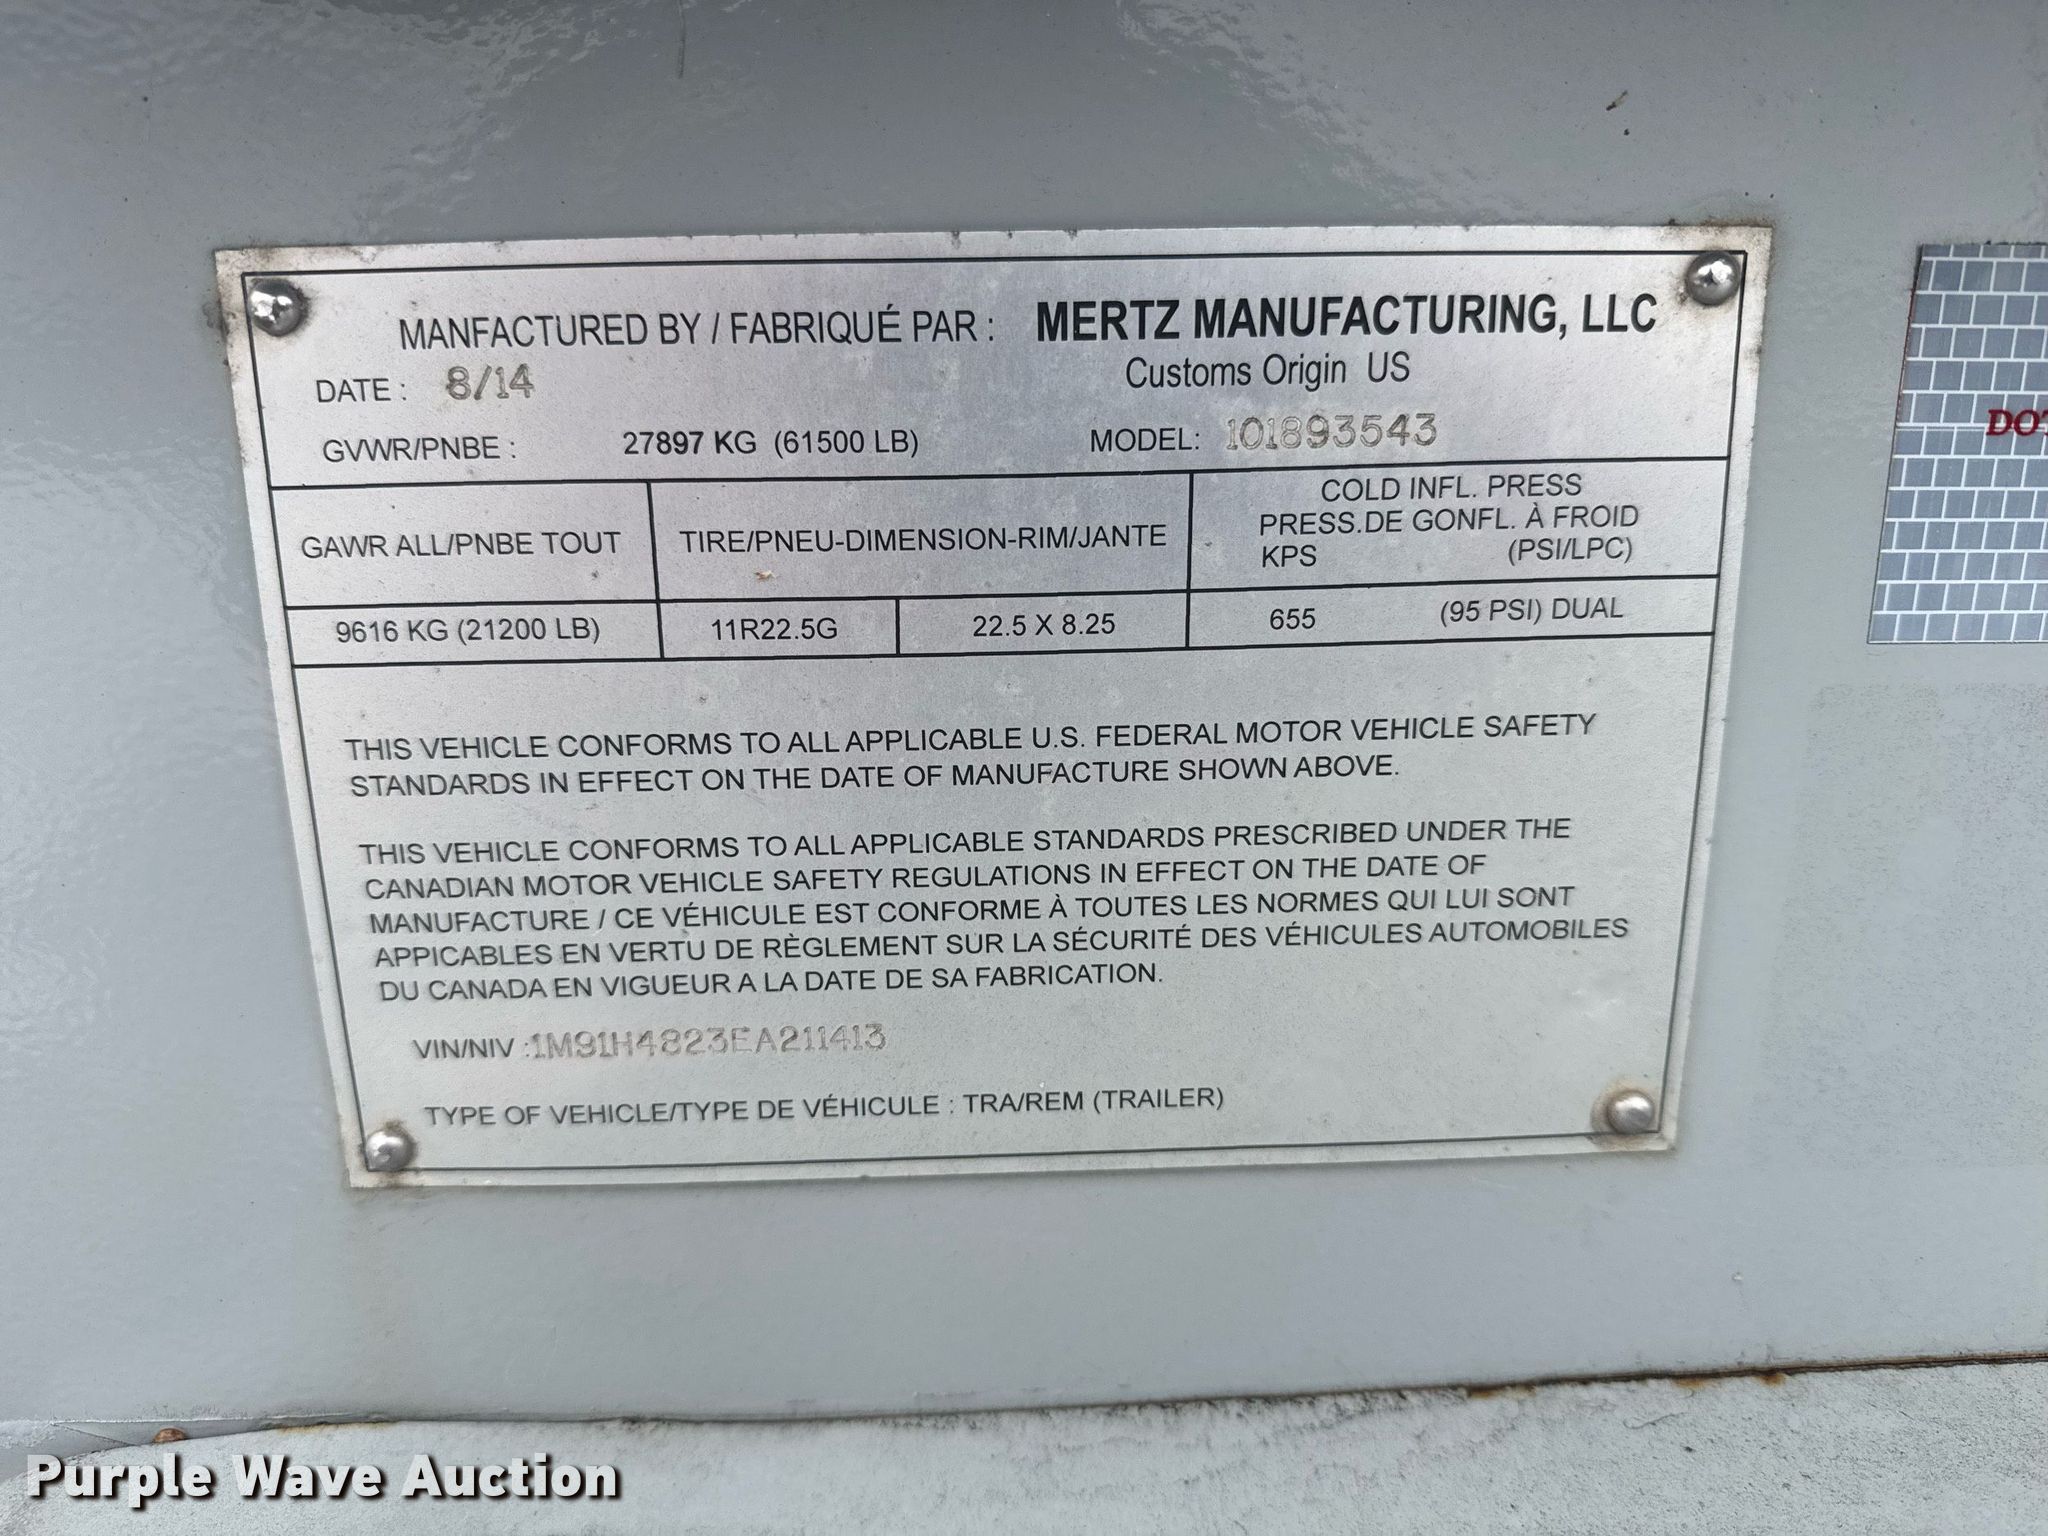 MANFACTURED BY / FABRIQUÉ PAR : MERTZ MANUFACTURING, LLC
Customs Origin US
DATE : 8/14
GVWR/PNBE : 27897 KG (61500 LB) MODEL: 101893543
GAWR ALL/PNBE TOUT
TIRE/PNEU-DIMENSION-RIM/JANTE
COLD INFL. PRESS
PRESS.DE GONFL. À FROID
KPS (PSI/LPC)
9616 KG (21200 LB) 11R22.5G 22.5 X 8.25 655 (95 PSI) DUAL
THIS VEHICLE CONFORMS TO ALL APPLICABLE U.S. FEDERAL MOTOR VEHICLE SAFETY
STANDARDS IN EFFECT ON THE DATE OF MANUFACTURE SHOWN ABOVE.
THIS VEHICLE CONFORMS TO ALL APPLICABLE STANDARDS PRESCRIBED UNDER THE
CANADIAN MOTOR VEHICLE SAFETY REGULATIONS IN EFFECT ON THE DATE OF
MANUFACTURE / CE VÉHICULE EST CONFORME À TOUTES LES NORMES QUI LUI SONT
APPICABLES EN VERTU DE RÈGLEMENT SUR LA SÉCURITÉ DES VÉHICULES AUTOMOBILES
DU CANADA EN VIGUEUR A LA DATE DE SA FABRICATION.
VIN/NIV :1M91H4823EA211413
TYPE OF VEHICLE/TYPE DE VÉHICULE : TRA/REM (TRAILER)
DOT
Purple Wave Auction